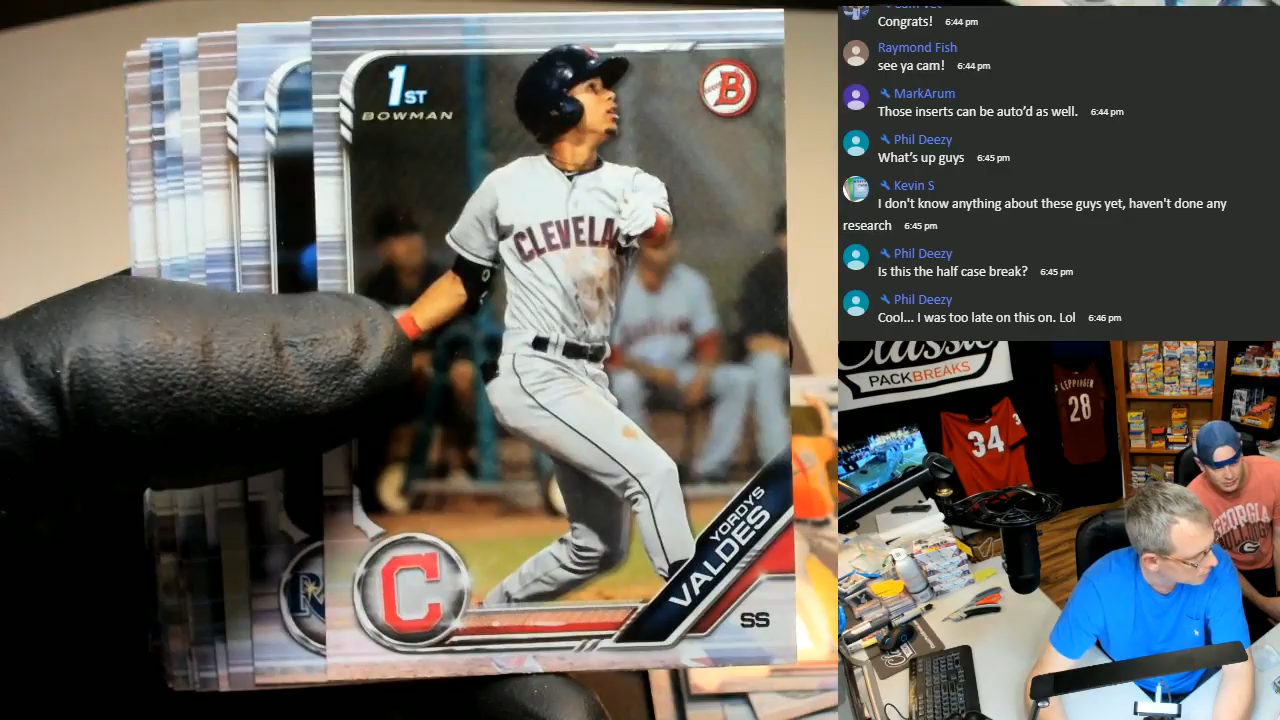 1ST
BOWMAN
B
CLEVELA
YORDYS
VALDES
C
SS
Congrats! 6:44 pm
Raymond Fish
see ya cam! 6:44 pm
MarkArum
Those inserts can be auto'd as well. 6:44 pm
Phil Deezy
What's up guys 6:45 pm
Kevin S
I don't know anything about these guys yet, haven't done any
research 6:45 pm
Phil Deezy
Is this the half case break? 6:45 pm
Phil Deezy
Cool... I was too late on this on. Lol 6:46 pm
Classic
PACKBREAKS
34
LEPPINGER
28
GEORGIA
G